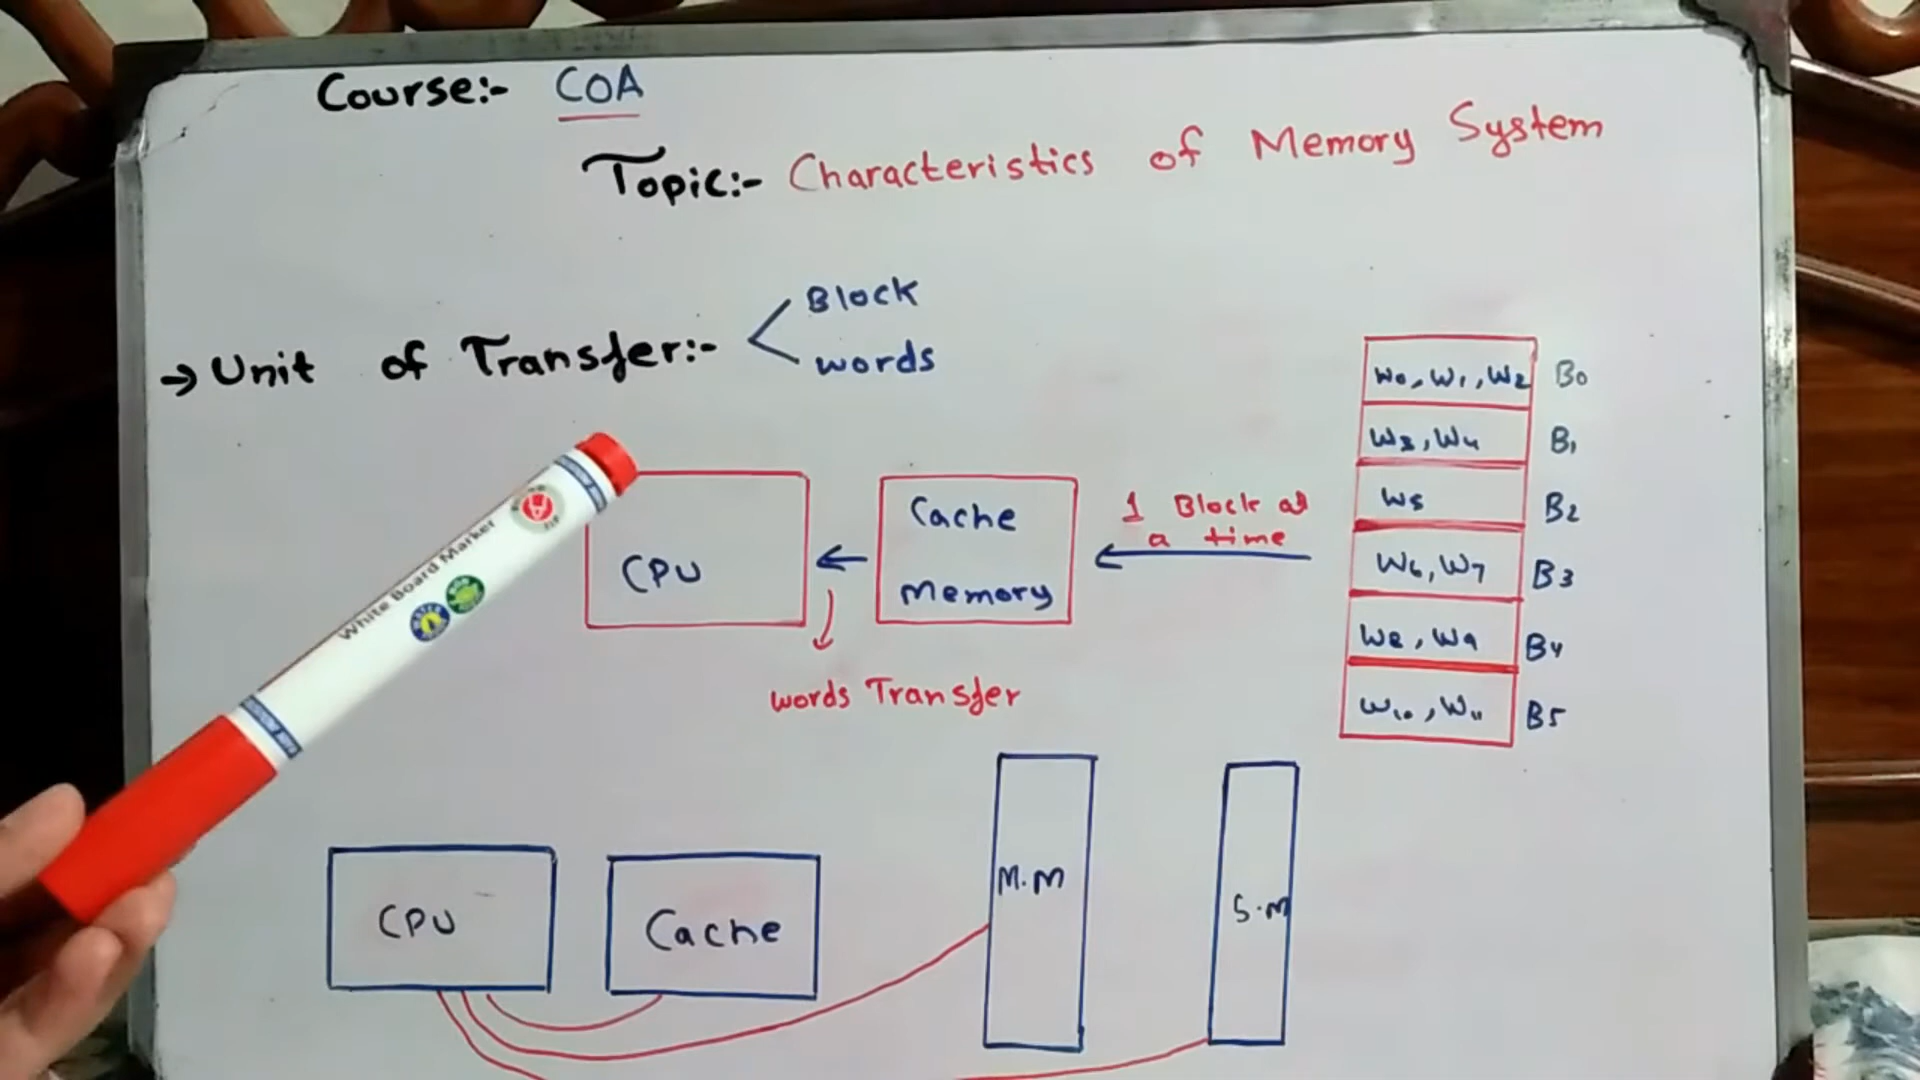 Course:- COA
Topic:- Characteristics of Memory System
→ Unit of Transfer:-
Block
words
W0, W1, W2 B0
W3, W4 B1
W5 B2
W6, W7 B3
W8, W9 B4
W10, W11 B5
CPU
Cache
Memory
1 Block at
a time
words Transfer
White Board Marker
CPU
Cache
M.M
S.M